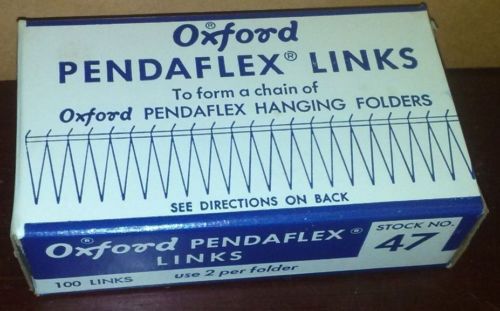 Oxford®
PENDAFLEX® LINKS
To form a chain of
Oxford PENDAFLEX HANGING FOLDERS
SEE DIRECTIONS ON BACK
Oxford® PENDAFLEX®
LINKS
100 LINKS use 2 per folder
STOCK NO.
47